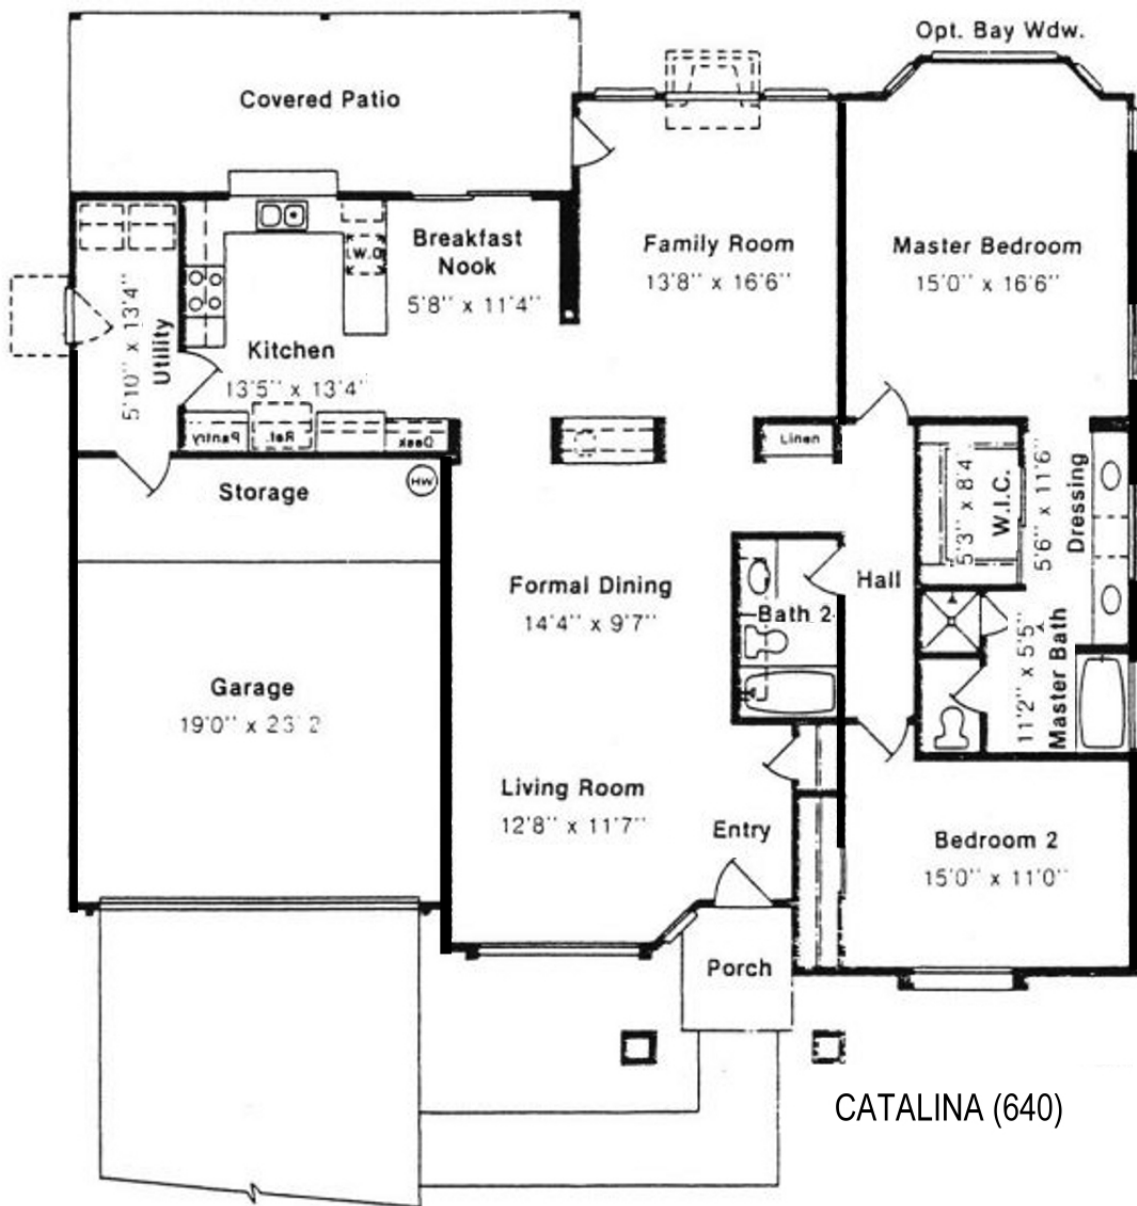 Opt. Bay Wdw.
Covered Patio
Breakfast
Nook
5'8" x 11'4"
Family Room
13'8" x 16'6"
Master Bedroom
15'0" x 16'6"
5'10" x 13'4"
Utility
Kitchen
13'5" x 13'4"
Pantry
Ref.
Desk
Linen
Storage
HW
5'3" x 8'4"
W.I.C.
5'6" x 11'6"
Dressing
Formal Dining
14'4" x 9'7"
Hall
Bath 2
11'2" x 5'5"
Master Bath
Garage
19'0" x 23'2
Living Room
12'8" x 11'7"
Entry
Bedroom 2
15'0" x 11'0"
Porch
CATALINA (640)